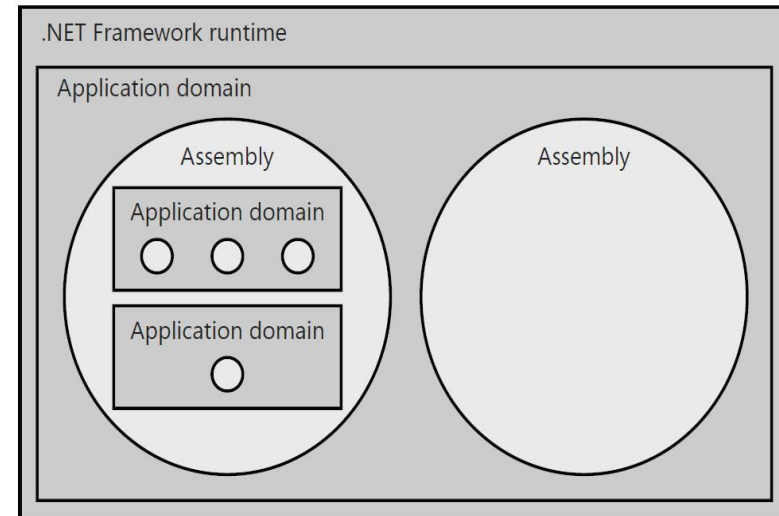 .NET Framework runtime
Application domain
Assembly
Assembly
Application domain
Application domain